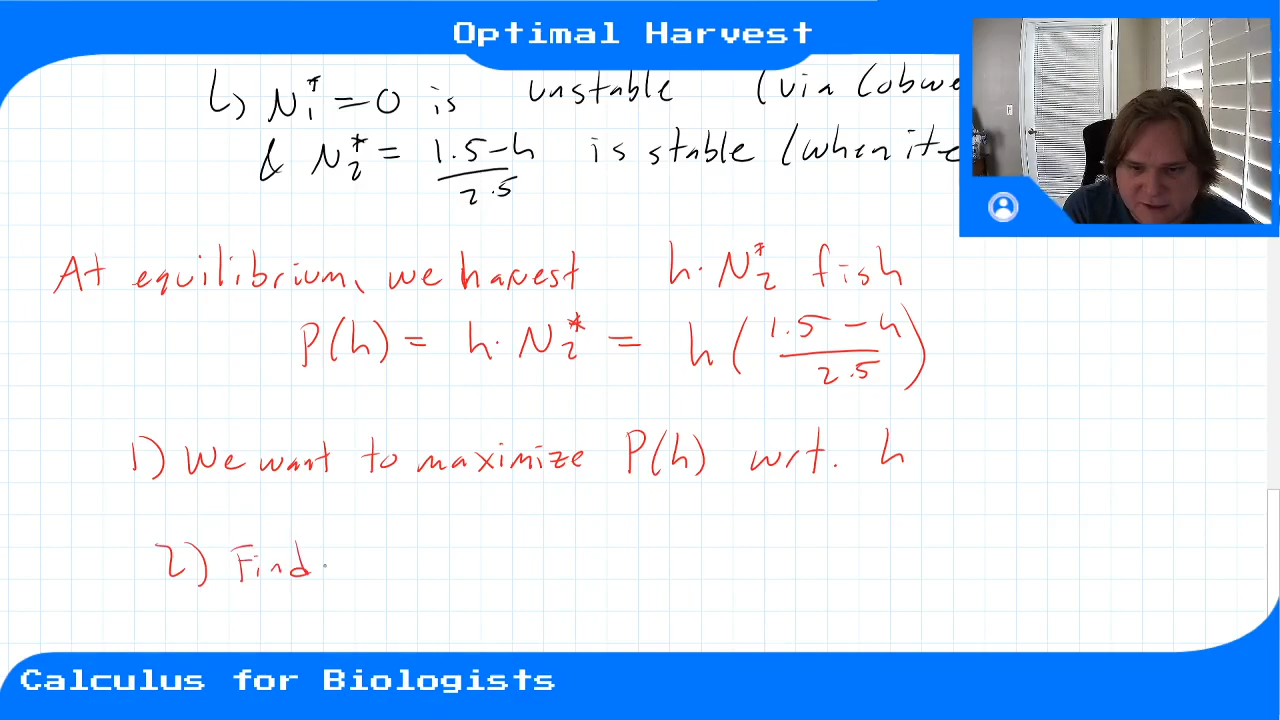 Optimal Harvest
↳ N₁* = 0 is unstable (via Cobwe
& N₂* = 1.5-h / 2.5 is stable (when it e
At equilibrium, we harvest h·N₂* fish
P(h) = h·N₂* = h(1.5-h / 2.5)
1) We want to maximize P(h) wrt. h
2) Find
Calculus for Biologists